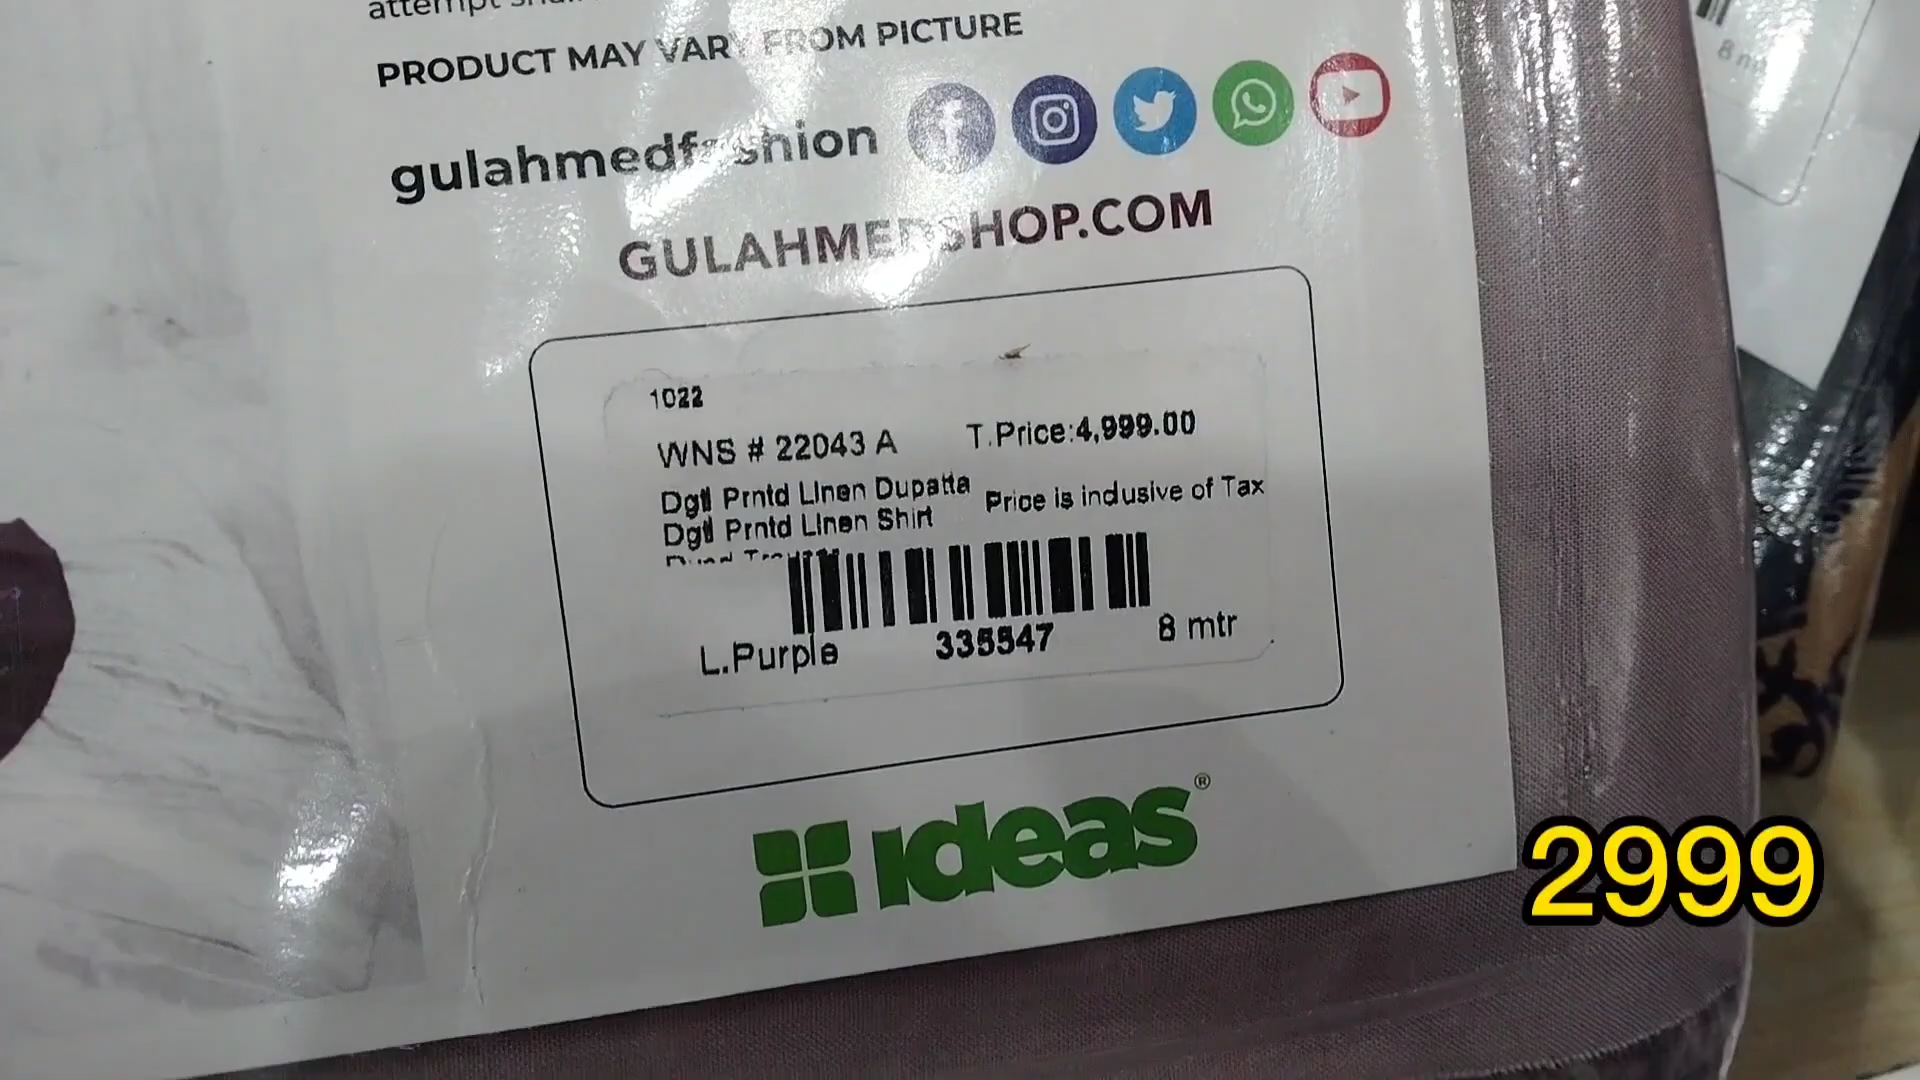 attempt
PRODUCT MAY VARY FROM PICTURE
gulahmedfashion
GULAHMEDSHOP.COM
1022
WNS # 22043 A T.Price:4,999.00
Dgtl Prntd Linen Dupatta Price is inclusive of Tax
Dgtl Prntd Linen Shirt
L.Purple 335547 8 mtr
ideas®
2999